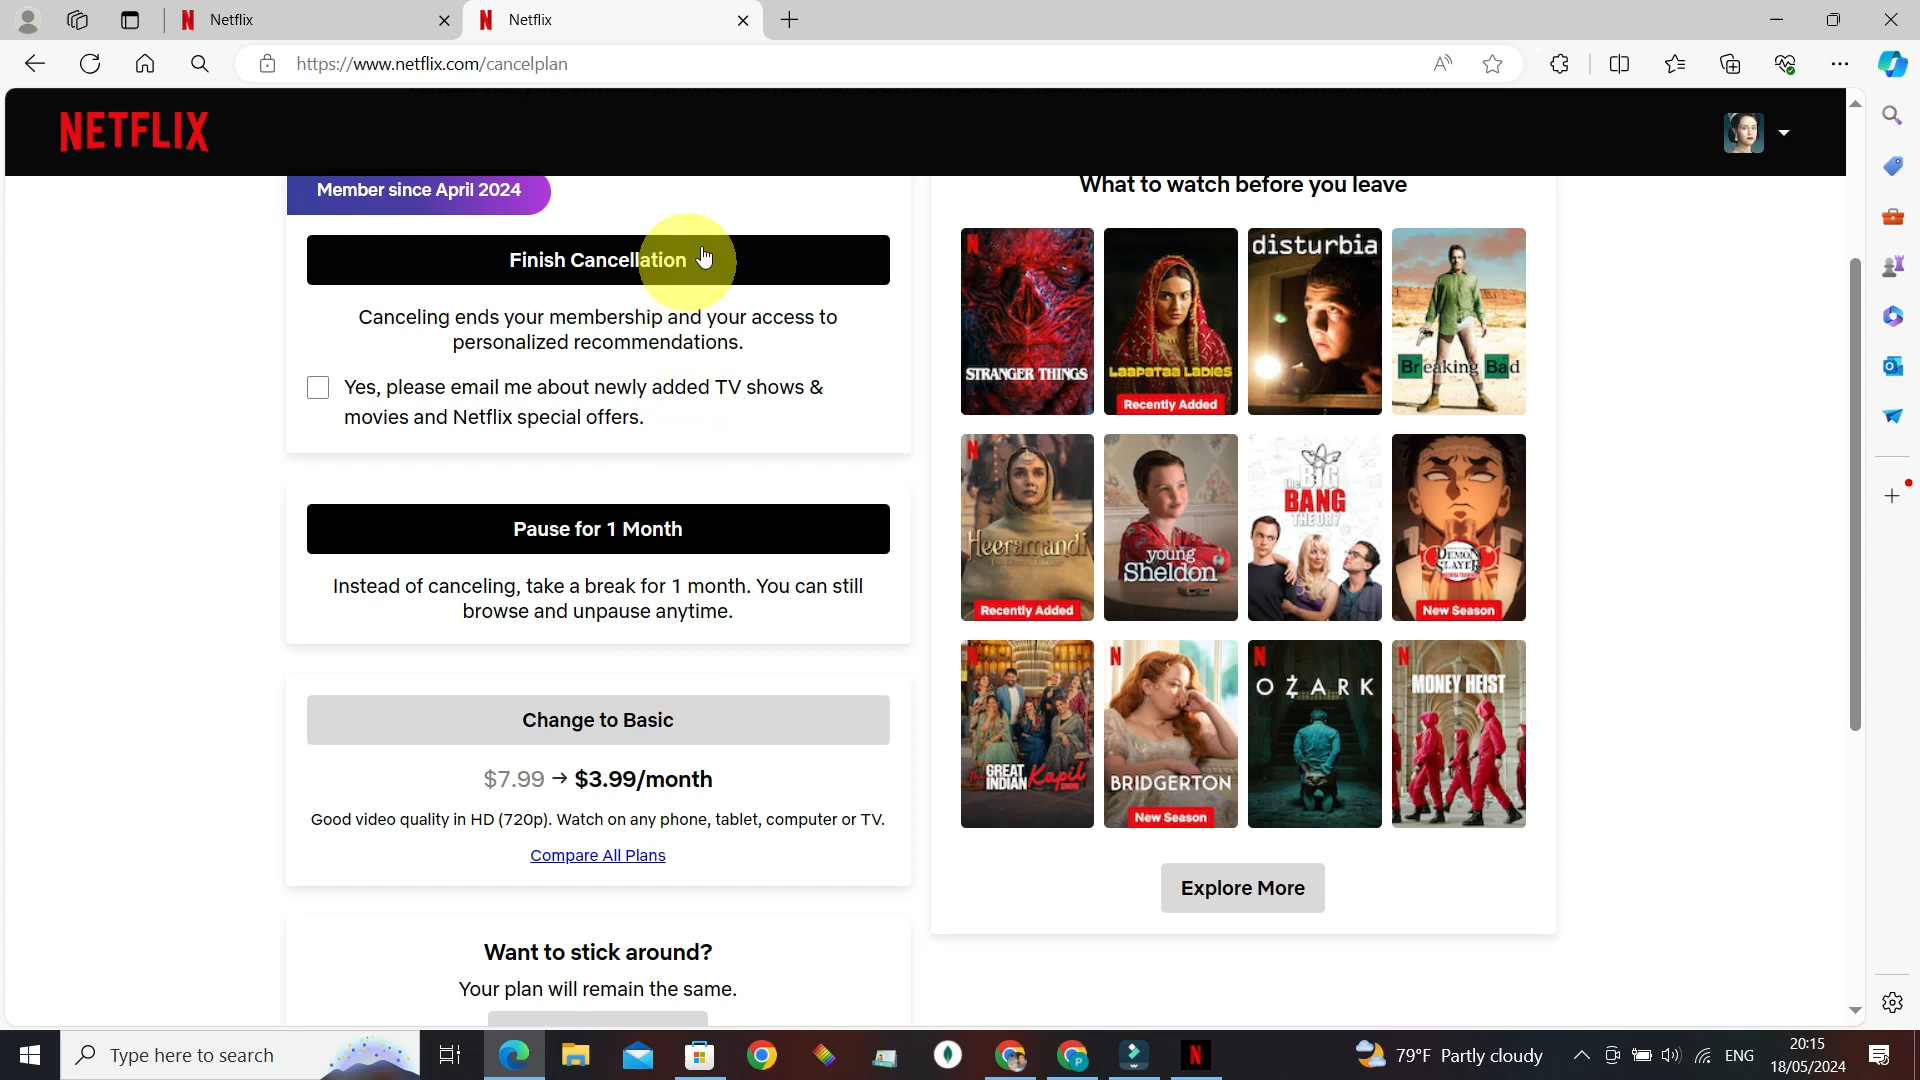 Netflix
Netflix
https://www.netflix.com/cancelplan
NETFLIX
Member since April 2024
Finish Cancellation
Canceling ends your membership and your access to
personalized recommendations.
Yes, please email me about newly added TV shows &
movies and Netflix special offers.
Pause for 1 Month
Instead of canceling, take a break for 1 month. You can still
browse and unpause anytime.
Change to Basic
$7.99 → $3.99/month
Good video quality in HD (720p). Watch on any phone, tablet, computer or TV.
Compare All Plans
Want to stick around?
Your plan will remain the same.
What to watch before you leave
STRANGER THINGS
LAAPATAA LADIES
Recently Added
disturbia
Breaking Bad
Heeramandi
Recently Added
young
Sheldon
the BIG
BANG
THEORY
DEMON
SLAYER
New Season
The GREAT
INDIAN Kapil
SHOW
BRIDGERTON
New Season
OZARK
MONEY HEIST
Explore More
Type here to search
79°F Partly cloudy
ENG
20:15
18/05/2024